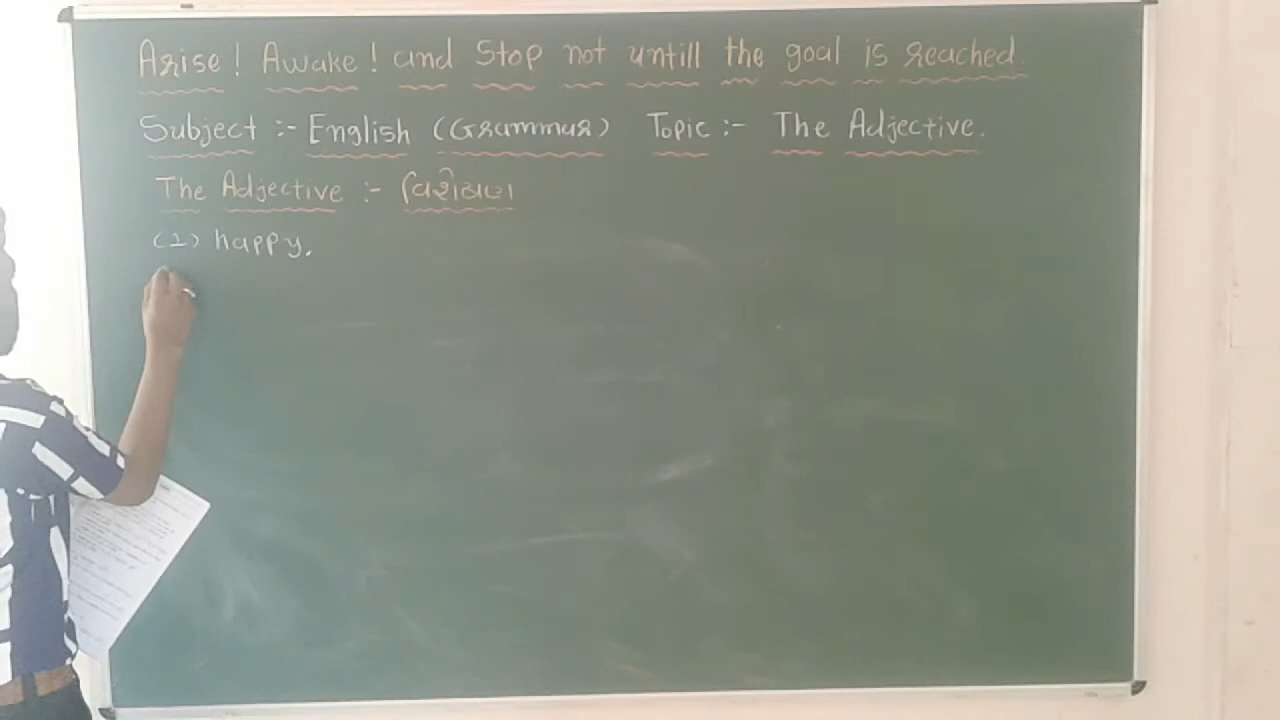 Arise! Awake! and Stop not untill the goal is reached.
Subject :- English (Grammar) Topic :- The Adjective.
The Adjective :- વિશેષણ
(1) happy.